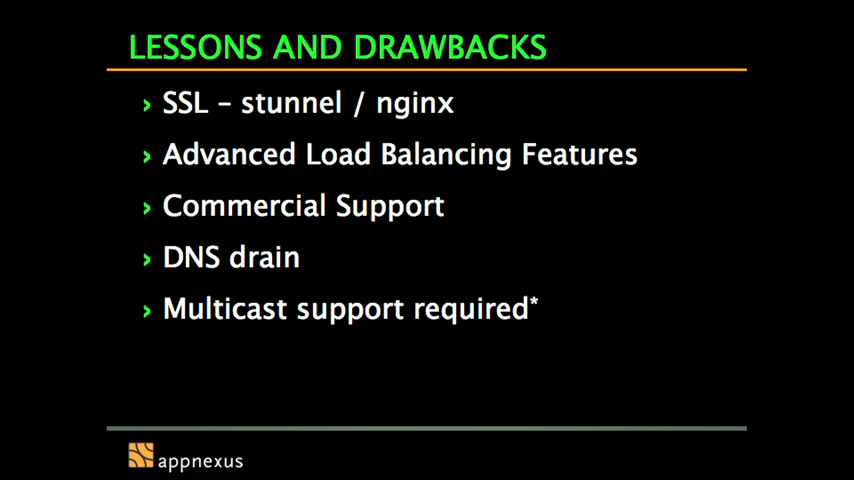 LESSONS AND DRAWBACKS
› SSL – stunnel / nginx
› Advanced Load Balancing Features
› Commercial Support
› DNS drain
› Multicast support required*
appnexus